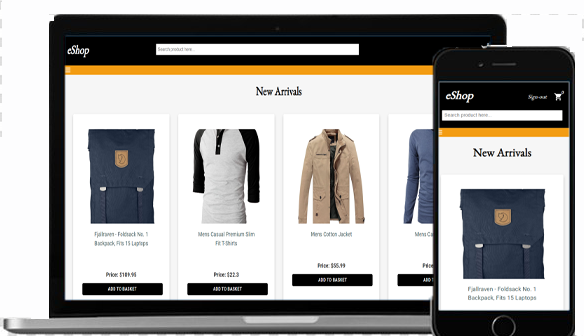 eShop
Search product here...
New Arrivals
Fjallraven - Foldsack No. 1
Backpack, Fits 15 Laptops
Price: $109.95
ADD TO BASKET
Mens Casual Premium Slim
Fit T-Shirts
Price: $22.3
ADD TO BASKET
Mens Cotton Jacket
Price: $55.99
ADD TO BASKET
Mens Ca
eShop
Sign-out
Search product here...
New Arrivals
Fjallraven - Foldsack No. 1
Backpack, Fits 15 Laptops